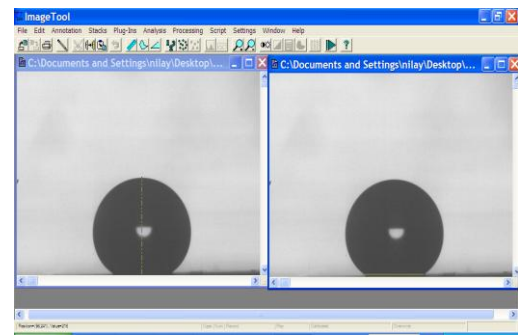 ImageTool
File Edit Annotation Stacks Plug-Ins Analysis Processing Script Settings Window Help
C:\Documents and Settings\nilay\Desktop\...
C:\Documents and Settings\nilay\Desktop\...